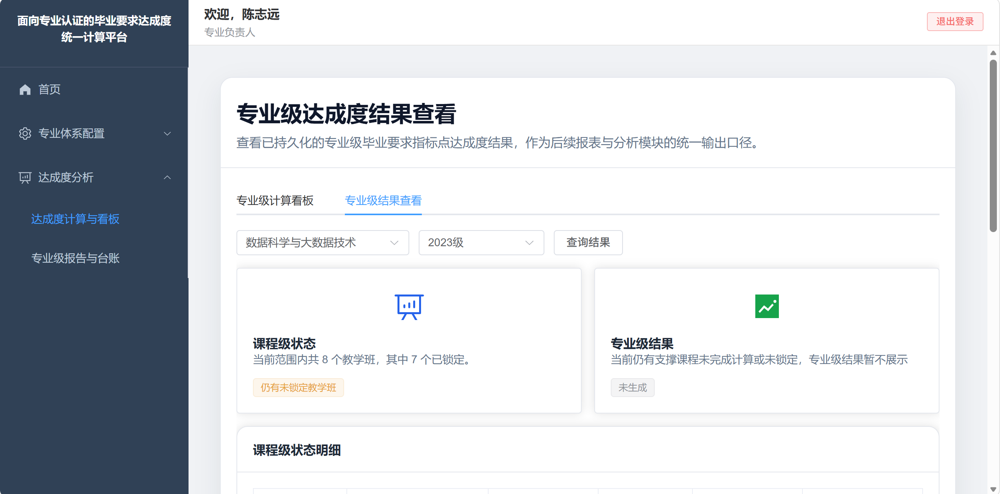 面向专业认证的毕业要求达成度
统一计算平台
首页
专业体系配置
达成度分析
达成度计算与看板
专业级报告与台账
欢迎，陈志远
专业负责人
退出登录
专业级达成度结果查看
查看已持久化的专业级毕业要求指标点达成度结果，作为后续报表与分析模块的统一输出口径。
专业级计算看板
专业级结果查看
数据科学与大数据技术
2023级
查询结果
课程级状态
当前范围内共 8 个教学班，其中 7 个已锁定。
仍有未锁定教学班
专业级结果
当前仍有支撑课程未完成计算或未锁定，专业级结果暂不展示
未生成
课程级状态明细